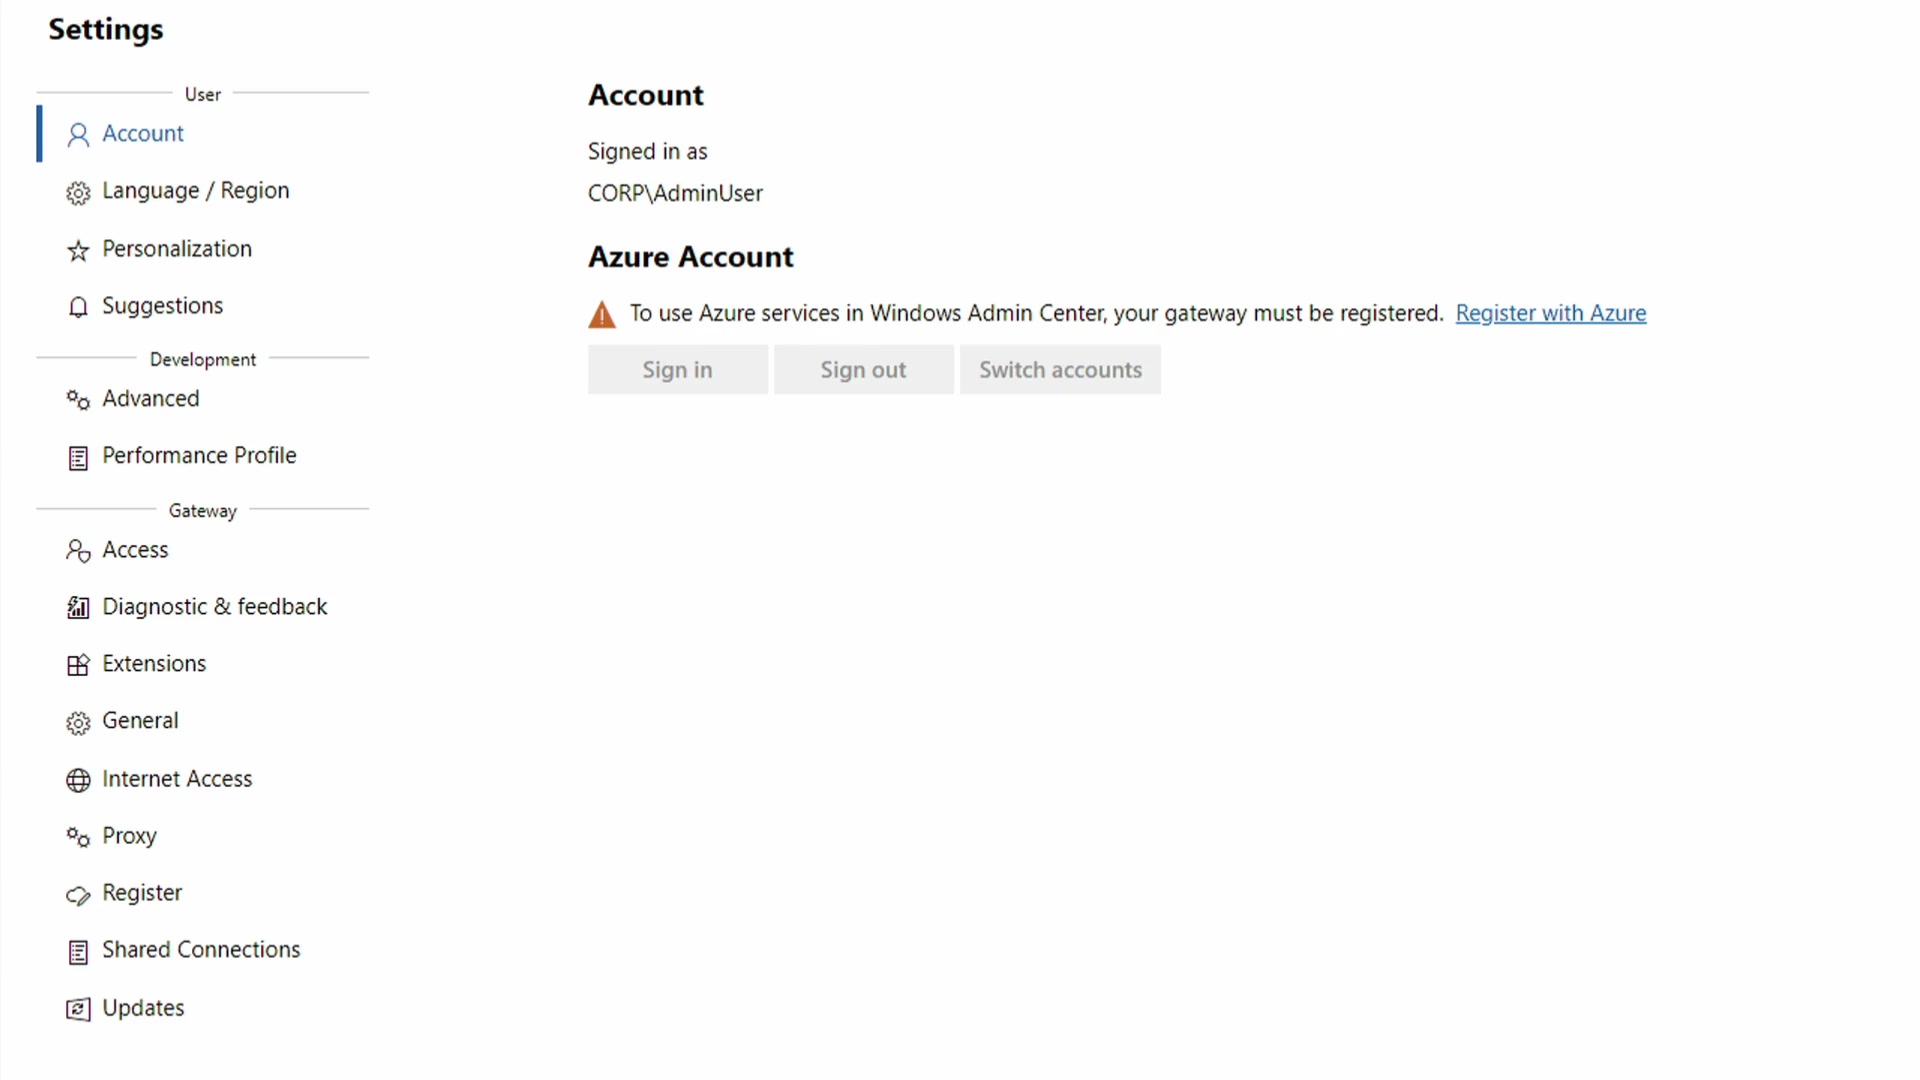 Settings
User
Account
Language / Region
Personalization
Suggestions
Development
Advanced
Performance Profile
Gateway
Access
Diagnostic & feedback
Extensions
General
Internet Access
Proxy
Register
Shared Connections
Updates
Account
Signed in as
CORP\AdminUser
Azure Account
To use Azure services in Windows Admin Center, your gateway must be registered. Register with Azure
Sign in Sign out Switch accounts